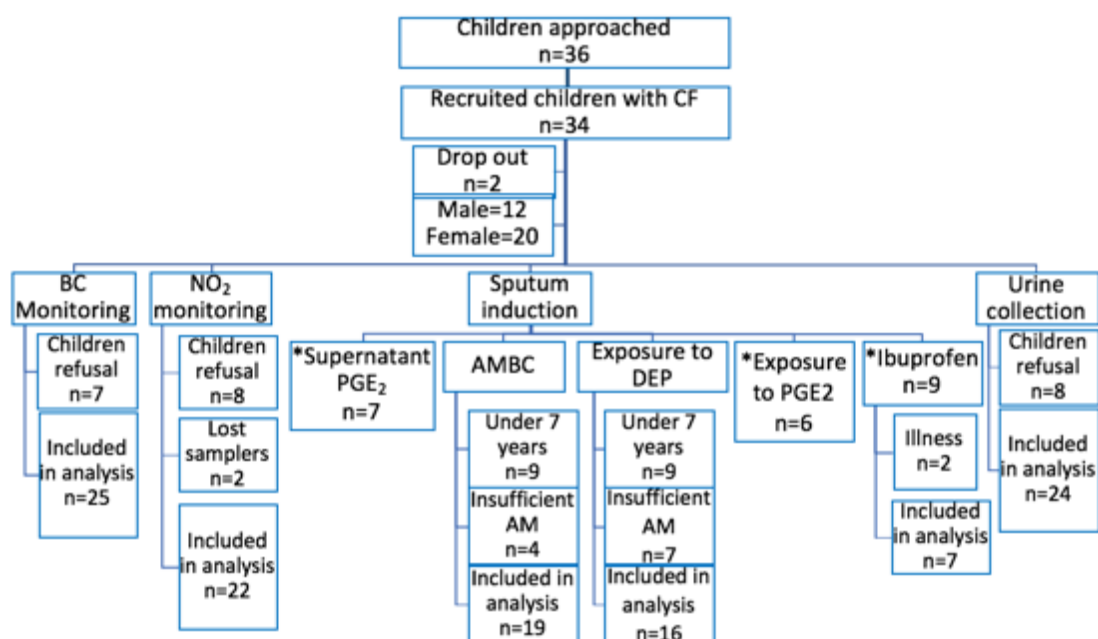 Children approached
n=36
Recruited children with CF
n=34
Drop out
n=2
Male=12
Female=20
BC
Monitoring
Children
refusal
n=7
Included
in analysis
n=25
NO₂
monitoring
Children
refusal
n=8
Lost
samplers
n=2
Included
in analysis
n=22
Sputum
induction
*Supernatant
PGE₂
n=7
AMBC
Under 7
years
n=9
Insufficient
AM
n=4
Included in
analysis
n=19
Exposure to
DEP
Under 7
years
n=9
Insufficient
AM
n=7
Included in
analysis
n=16
*Exposure
to PGE2
n=6
*Ibuprofen
n=9
Illness
n=2
Included in
analysis
n=7
Urine
collection
Children
refusal
n=8
Included
in analysis
n=24